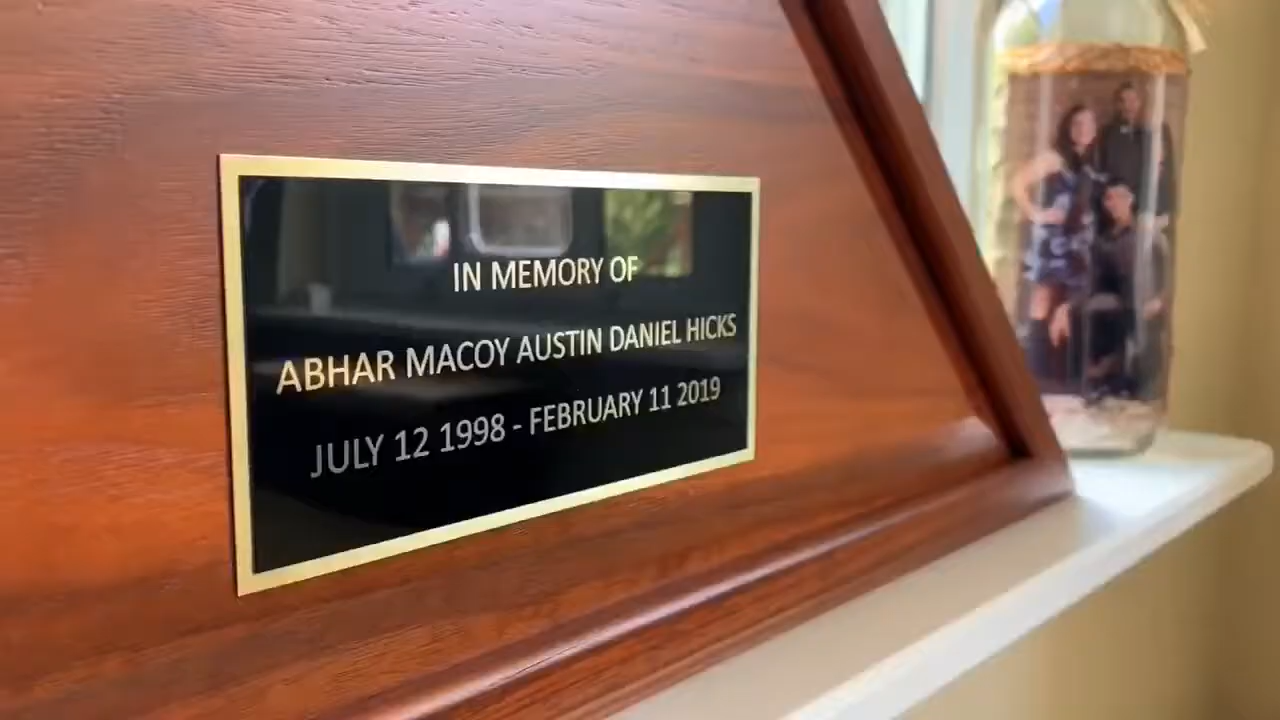 IN MEMORY OF
ABHAR MACOY AUSTIN DANIEL HICKS
JULY 12 1998 - FEBRUARY 11 2019